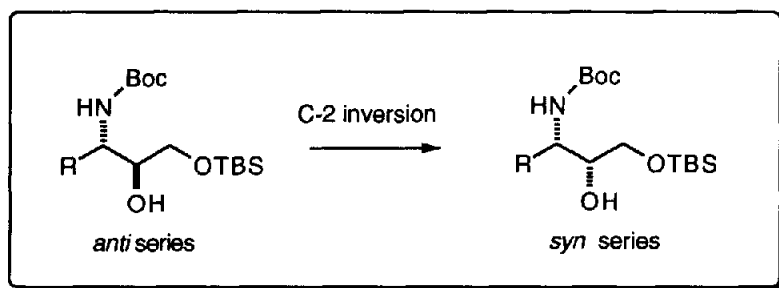 Boc
HN
R
OTBS
OH
anti series
C-2 inversion
Boc
HN
R
OTBS
OH
syn series